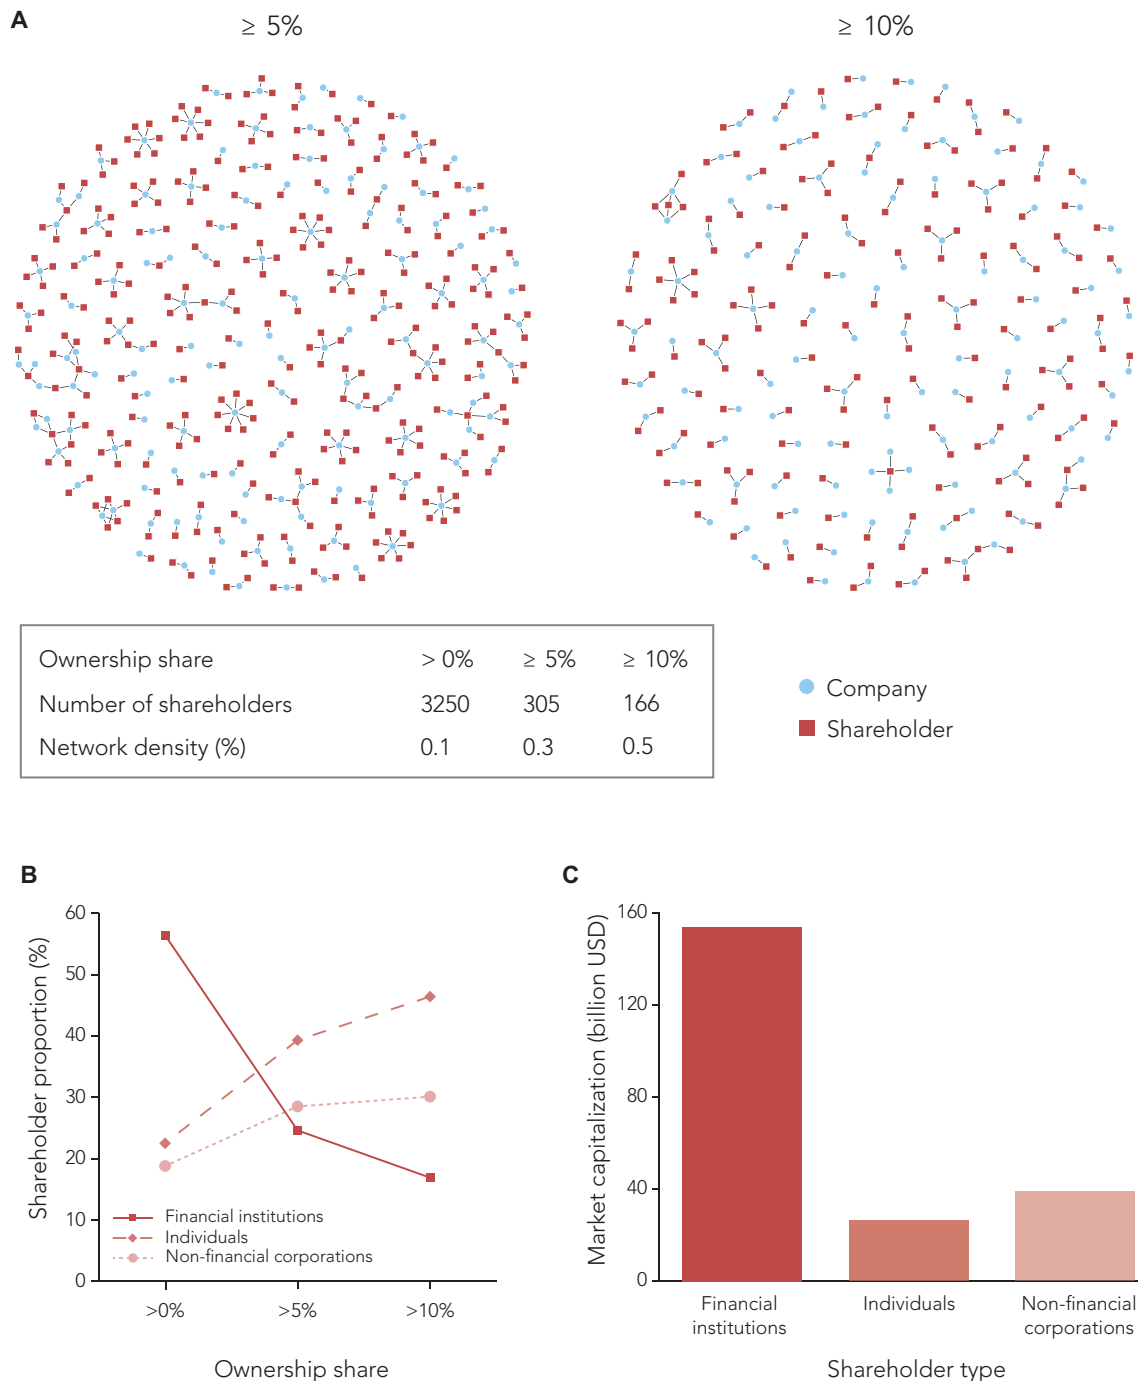 A
≥ 5%
≥ 10%
Ownership share > 0% ≥ 5% ≥ 10%
Number of shareholders 3250 305 166
Network density (%) 0.1 0.3 0.5
Company
Shareholder
B
Shareholder proportion (%)
60
50
40
30
20
10
0
Financial institutions
Individuals
Non-financial corporations
>0% >5% >10%
Ownership share
C
Market capitalization (billion USD)
160
120
80
40
0
Financial institutions
Individuals
Non-financial corporations
Shareholder type